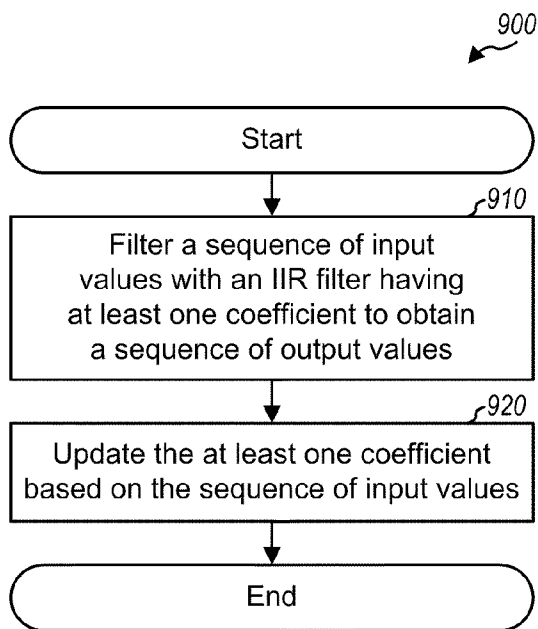 900
Start
910
Filter a sequence of input
values with an IIR filter having
at least one coefficient to obtain
a sequence of output values
920
Update the at least one coefficient
based on the sequence of input values
End